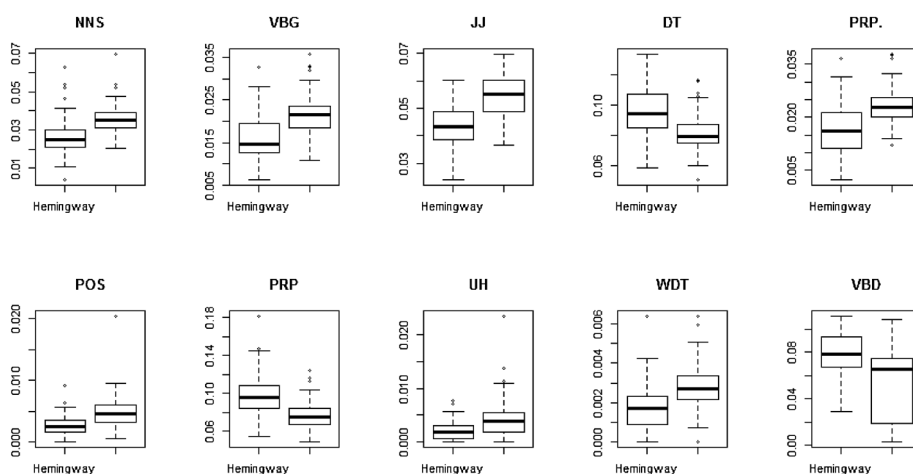 NNS
VBG
JJ
DT
PRP.
0.01 0.03 0.05 0.07
0.005 0.015 0.025 0.035
0.03 0.05 0.07
0.06 0.10
0.005 0.020 0.035
Hemingway
Hemingway
Hemingway
Hemingway
Hemingway
POS
PRP
UH
WDT
VBD
0.000 0.010 0.020
0.06 0.10 0.14 0.18
0.000 0.010 0.020
0.000 0.002 0.004 0.006
0.00 0.04 0.08
Hemingway
Hemingway
Hemingway
Hemingway
Hemingway